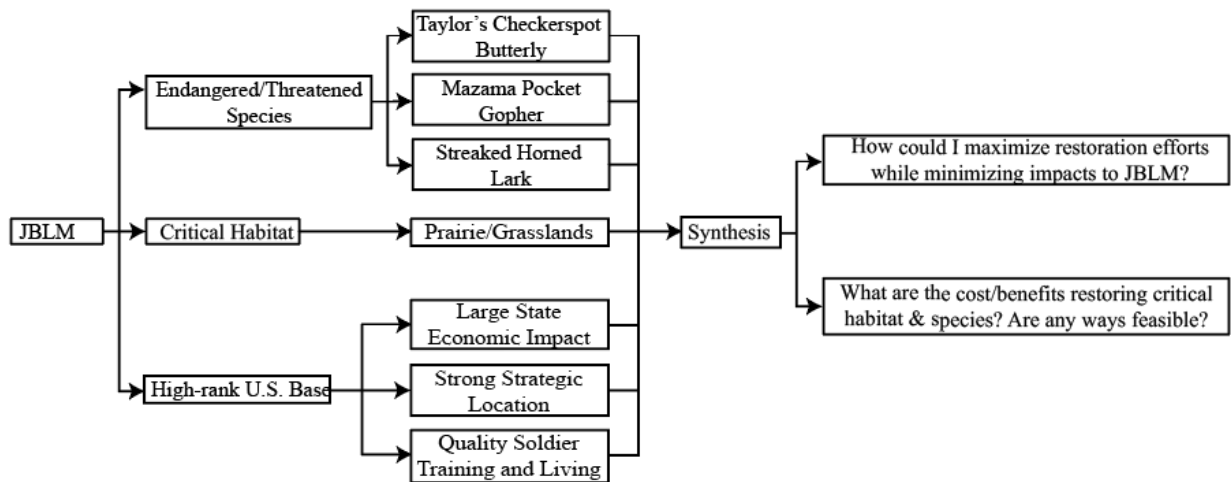 Taylor's Checkerspot
Butterly
Endangered/Threatened
Species
Mazama Pocket
Gopher
Streaked Horned
Lark
How could I maximize restoration efforts
while minimizing impacts to JBLM?
JBLM
Critical Habitat
Prairie/Grasslands
Synthesis
What are the cost/benefits restoring critical
habitat & species? Are any ways feasible?
Large State
Economic Impact
High-rank U.S. Base
Strong Strategic
Location
Quality Soldier
Training and Living